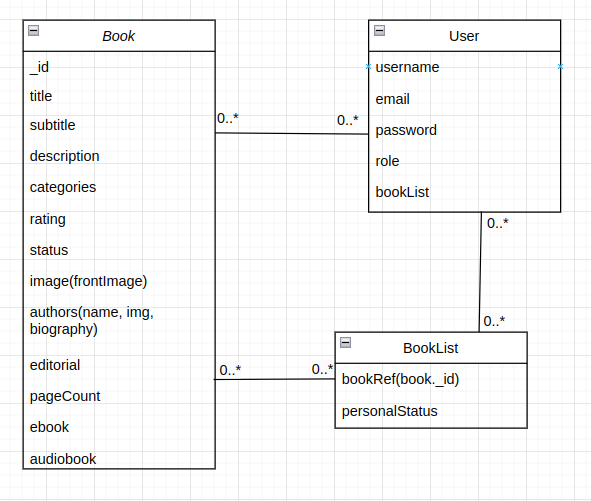 Book
_id
title
subtitle
description
categories
rating
status
image(frontImage)
authors(name, img,
biography)
editorial
pageCount
ebook
audiobook
0..*
0..*
User
username
email
password
role
bookList
0..*
0..*
0..*
0..*
BookList
bookRef(book._id)
personalStatus